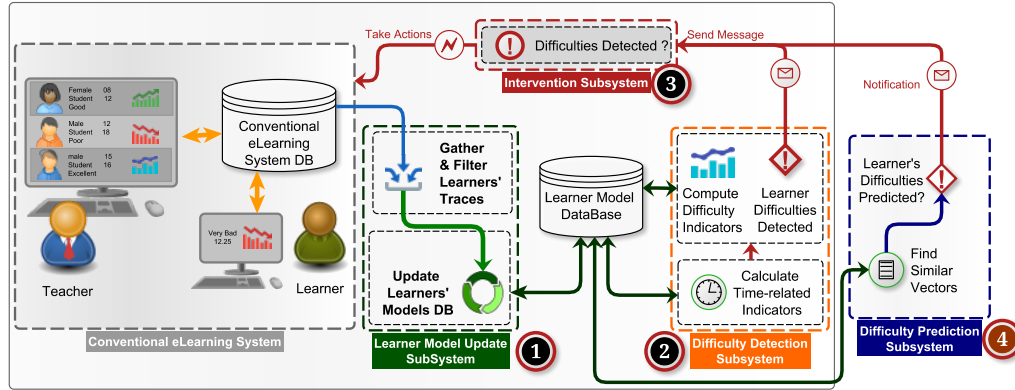 Take Actions
Difficulties Detected ?
Send Message
Intervention Subsystem
3
Notification
Female 08
Student 12
Good
Male 12
Student 18
Poor
male 15
Student 16
Excellent
Conventional
eLearning
System DB
Very Bad
12.25
Teacher
Learner
Conventional eLearning System
Gather
& Filter
Learners'
Traces
Update
Learners'
Models DB
Learner Model Update
SubSystem
1
Learner Model
DataBase
Compute
Difficulty
Indicators
Learner
Difficulties
Detected
Calculate
Time-related
Indicators
2
Difficulty Detection
Subsystem
Learner's
Difficulties
Predicted?
Find
Similar
Vectors
Difficulty Prediction
Subsystem
4